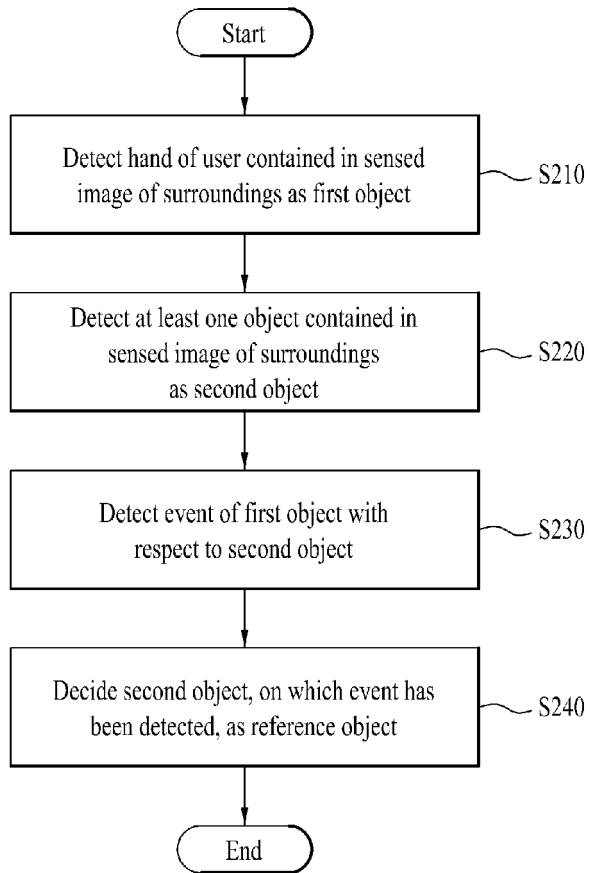 Start
Detect hand of user contained in sensed
image of surroundings as first object
S210
Detect at least one object contained in
sensed image of surroundings
as second object
S220
Detect event of first object with
respect to second object
S230
Decide second object, on which event has
been detected, as reference object
S240
End